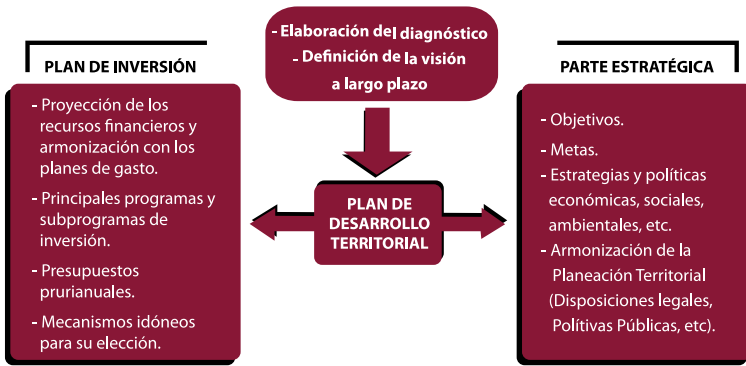 - Elaboración del diagnóstico
- Definición de la visión
a largo plazo
PLAN DE INVERSIÓN
- Proyección de los
recursos financieros y
armonización con los
planes de gasto.
- Principales programas y
subprogramas de
inversión.
- Presupuestos
prurianuales.
- Mecanismos idóneos
para su elección.
PLAN DE
DESARROLLO
TERRITORIAL
PARTE ESTRATÉGICA
- Objetivos.
- Metas.
- Estrategias y políticas
económicas, sociales,
ambientales, etc.
- Armonización de la
Planeación Territorial
(Disposiciones legales,
Polítivas Públicas, etc).